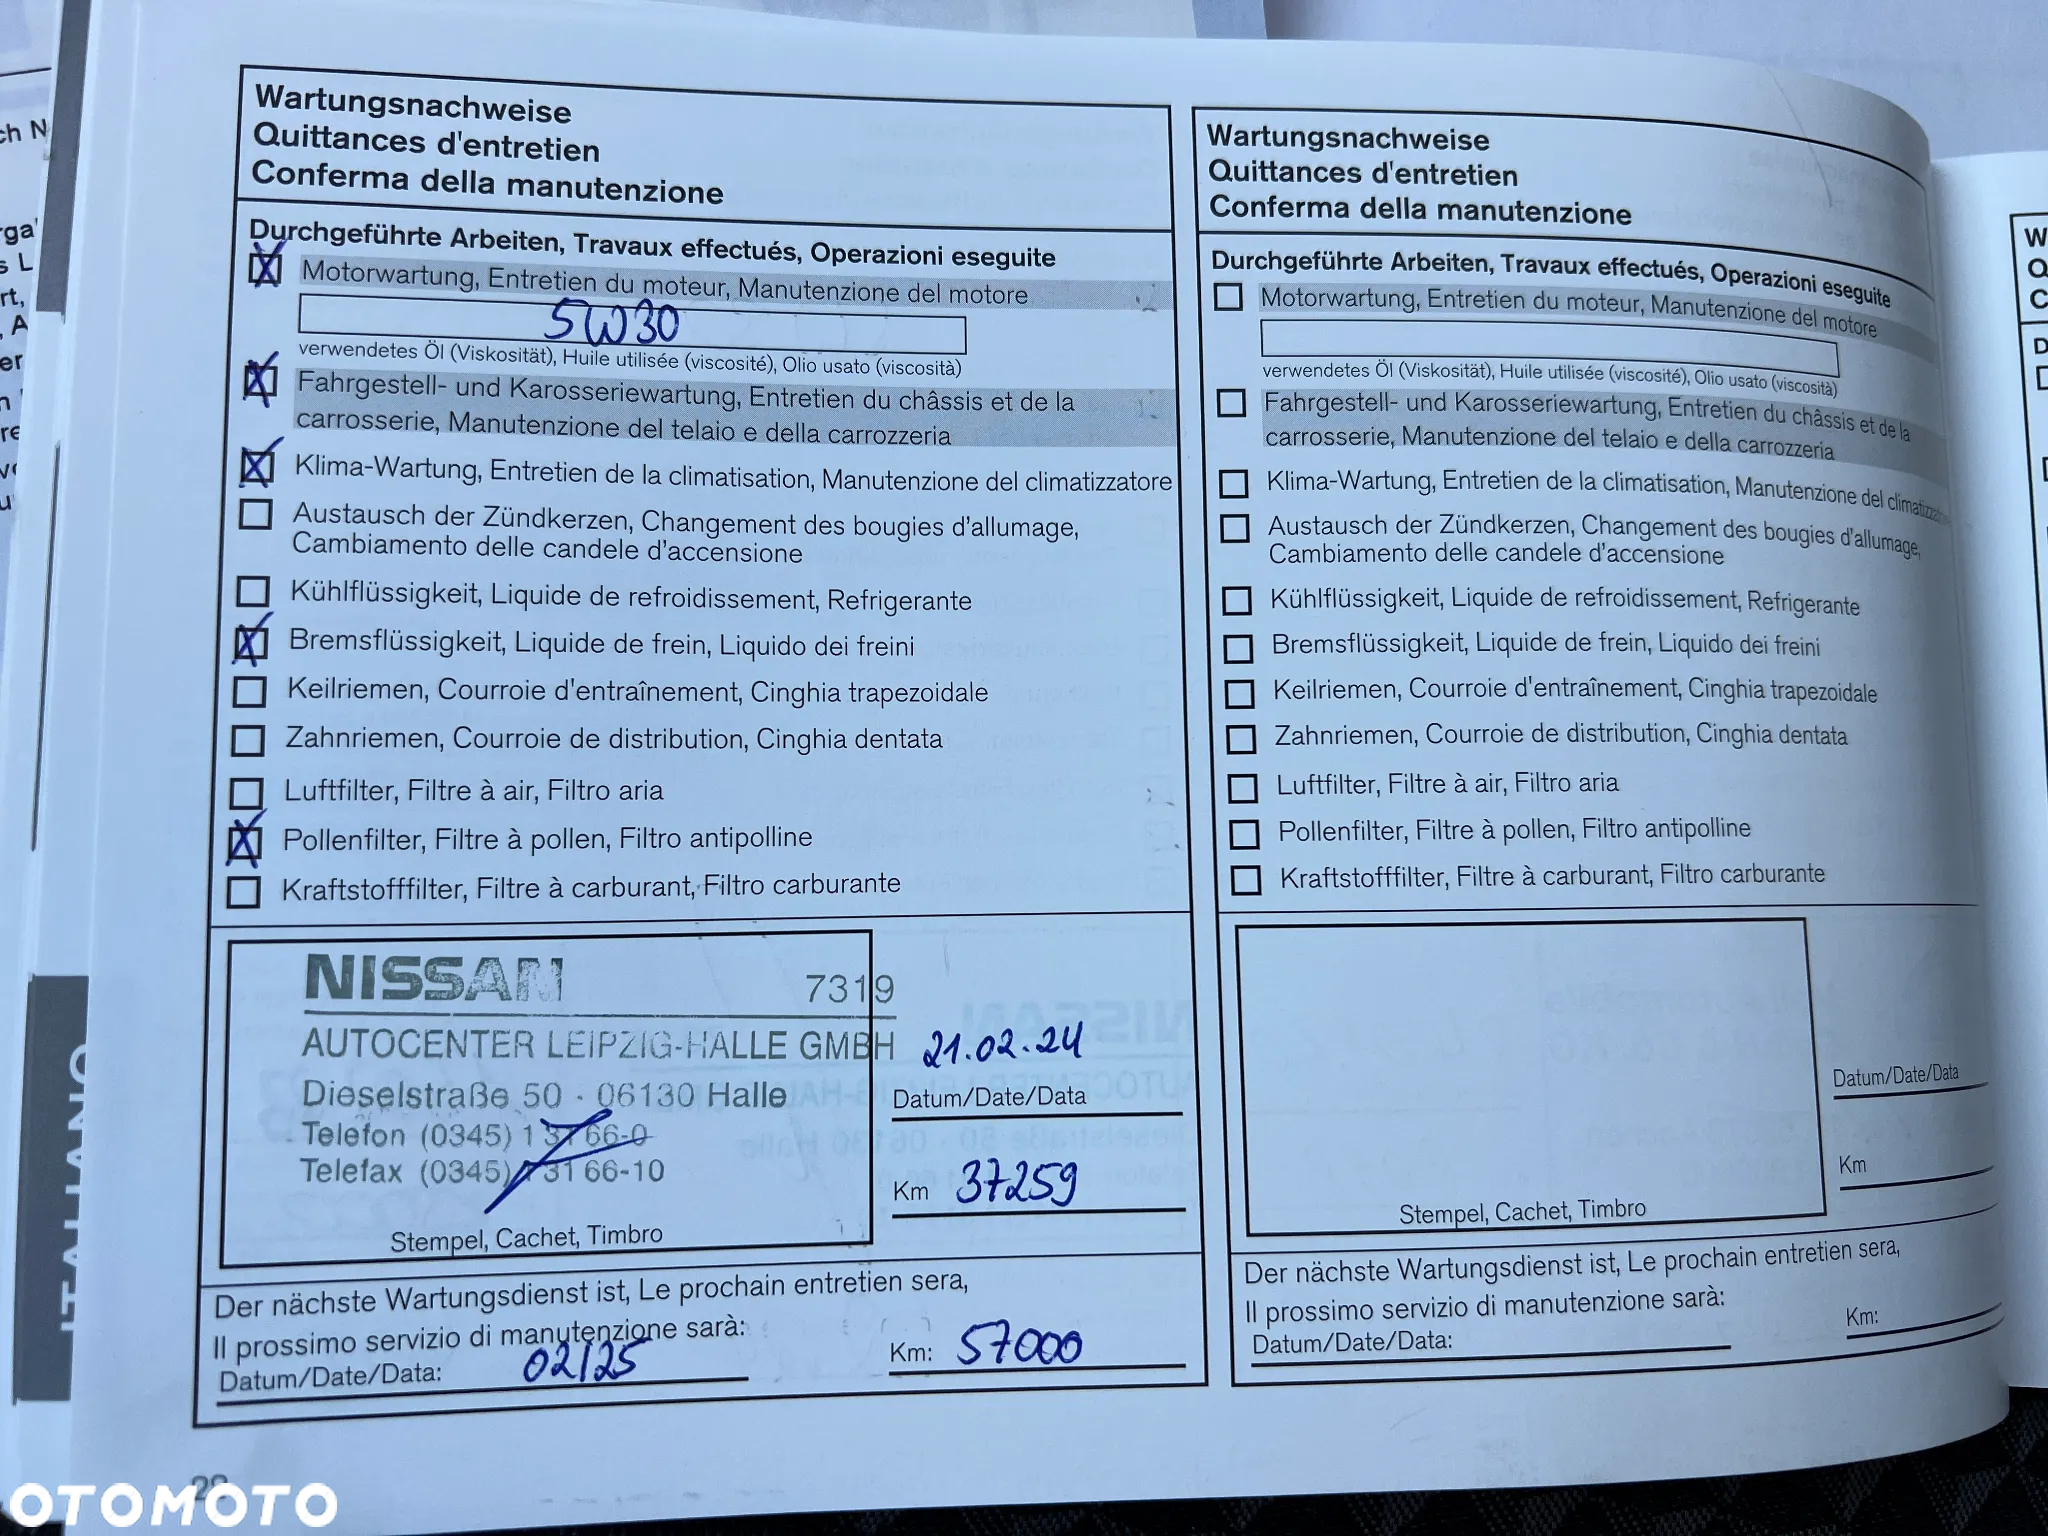 Wartungsnachweise
Quittances d'entretien
Conferma della manutenzione
Durchgeführte Arbeiten, Travaux effectués, Operazioni eseguite
Motorwartung, Entretien du moteur, Manutenzione del motore
5W30
verwendetes Öl (Viskosität), Huile utilisée (viscosité), Olio usato (viscosità)
Fahrgestell- und Karosseriewartung, Entretien du châssis et de la
carrosserie, Manutenzione del telaio e della carrozzeria
Klima-Wartung, Entretien de la climatisation, Manutenzione del climatizzatore
Austausch der Zündkerzen, Changement des bougies d'allumage,
Cambiamento delle candele d'accensione
Kühlflüssigkeit, Liquide de refroidissement, Refrigerante
Bremsflüssigkeit, Liquide de frein, Liquido dei freini
Keilriemen, Courroie d'entraînement, Cinghia trapezoidale
Zahnriemen, Courroie de distribution, Cinghia dentata
Luftfilter, Filtre à air, Filtro aria
Pollenfilter, Filtre à pollen, Filtro antipolline
Kraftstofffilter, Filtre à carburant, Filtro carburante
NISSAN 7319
AUTOCENTER LEIPZIG-HALLE GMBH
Dieselstraße 50 · 06130 Halle
Telefon (0345) 1 31 66-0
Telefax (0345) 1 31 66-10
Stempel, Cachet, Timbro
21.02.24
Datum/Date/Data
Km 37259
Der nächste Wartungsdienst ist, Le prochain entretien sera,
Il prossimo servizio di manutenzione sarà:
Datum/Date/Data: 02/25
Km: 57000
Wartungsnachweise
Quittances d'entretien
Conferma della manutenzione
Durchgeführte Arbeiten, Travaux effectués, Operazioni eseguite
Motorwartung, Entretien du moteur, Manutenzione del motore
verwendetes Öl (Viskosität), Huile utilisée (viscosité), Olio usato (viscosità)
Fahrgestell- und Karosseriewartung, Entretien du châssis et de la
carrosserie, Manutenzione del telaio e della carrozzeria
Klima-Wartung, Entretien de la climatisation, Manutenzione del climatizzatore
Austausch der Zündkerzen, Changement des bougies d'allumage,
Cambiamento delle candele d'accensione
Kühlflüssigkeit, Liquide de refroidissement, Refrigerante
Bremsflüssigkeit, Liquide de frein, Liquido dei freini
Keilriemen, Courroie d'entraînement, Cinghia trapezoidale
Zahnriemen, Courroie de distribution, Cinghia dentata
Luftfilter, Filtre à air, Filtro aria
Pollenfilter, Filtre à pollen, Filtro antipolline
Kraftstofffilter, Filtre à carburant, Filtro carburante
Stempel, Cachet, Timbro
Datum/Date/Data
Km
Der nächste Wartungsdienst ist, Le prochain entretien sera,
Il prossimo servizio di manutenzione sarà:
Datum/Date/Data:
Km:
OTOMOTO